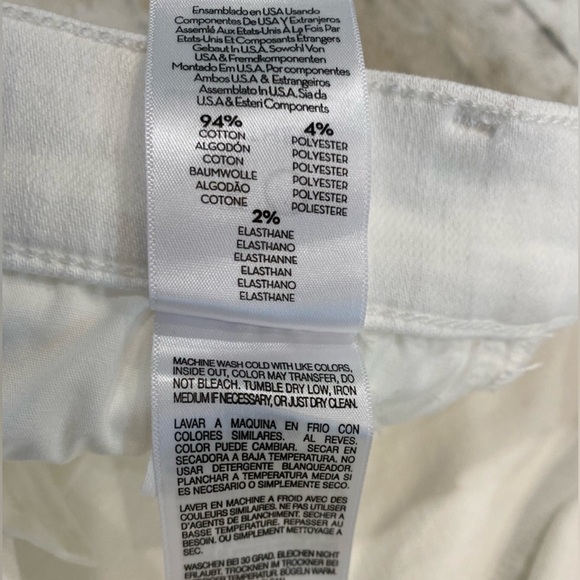 Ensamblado en USA Usando
Componentes De USA Y Extranjeros
Assemlé Aux Etats-Unis A La Fois Par
Etats-Unis Et Composants Etrangers
Gebaut In U.S.A. Sowohl Von
USA & Fremdkomponenten
Montado Em U.S.A. Por componentes
Ambos U.S.A & Estrangeiros
Assemblato In U.S.A. Sia da
U.S.A & Esteri Components
94%
COTTON
ALGODÓN
COTON
BAUMWOLLE
ALGODÃO
COTONE
4%
POLYESTER
POLYESTER
POLYESTER
POLYESTER
POLYESTER
POLIESTERE
2%
ELASTHANE
ELASTHANO
ELASTHANNE
ELASTHAN
ELASTHANO
ELASTHANE
MACHINE WASH COLD WITH LIKE COLORS,
INSIDE OUT, COLOR MAY TRANSFER, DO
NOT BLEACH. TUMBLE DRY LOW, IRON
MEDIUM IF NECESSARY, OR JUST DRY CLEAN.
LAVAR A MAQUINA EN FRIO CON
COLORES SIMILARES. AL REVES.
COLOR PUEDE CAMBIAR. SECAR EN
SECADORA A BAJA TEMPERATURA. NO
USAR DETERGENTE BLANQUEADOR.
PLANCHAR A TEMPERATURA MEDIA SI
ES NECESARIO O SIMPLEMENTE SECO.
LAVER EN MACHINE A FROID AVEC DES
COULEURS SIMILAIRES. NE PAS UTILISER
D'AGENTS DE BLANCHIMENT. SECHER A
BASSE TEMPERATURE. REPASSER AU
BESOIN, OU SIMPLEMENT NETTOYAGE A
SEC.
WASCHEN BEI 30 GRAD. BLEICHEN NICHT
ERLAUBT. TROCKNEN IM TROCKNER BEI
TEMPERATUR. BUGELN WARM.